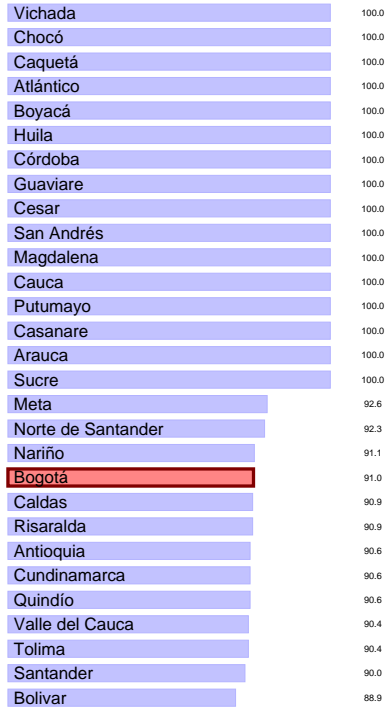 Vichada 100.0
Chocó 100.0
Caquetá 100.0
Atlántico 100.0
Boyacá 100.0
Huila 100.0
Córdoba 100.0
Guaviare 100.0
Cesar 100.0
San Andrés 100.0
Magdalena 100.0
Cauca 100.0
Putumayo 100.0
Casanare 100.0
Arauca 100.0
Sucre 100.0
Meta 92.6
Norte de Santander 92.3
Nariño 91.1
Bogotá 91.0
Caldas 90.9
Risaralda 90.9
Antioquia 90.6
Cundinamarca 90.6
Quindío 90.6
Valle del Cauca 90.4
Tolima 90.4
Santander 90.0
Bolivar 88.9